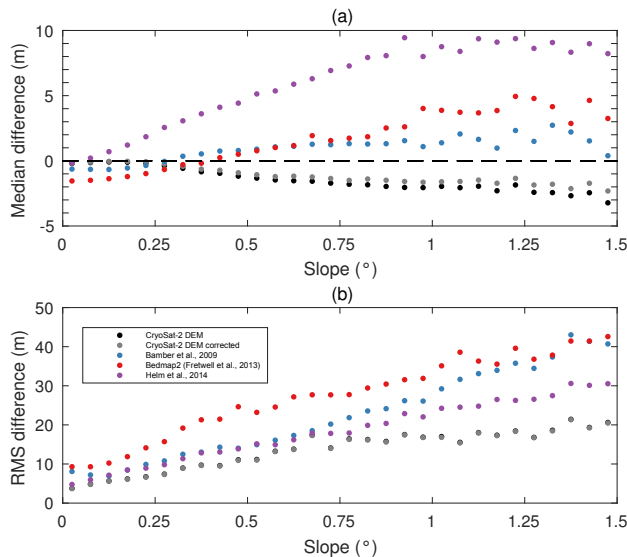 (a)
10
5
0
-5
Median difference (m)
0 0.25 0.5 0.75 1 1.25 1.5
Slope (°)
(b)
50
40
30
20
10
0
RMS difference (m)
CryoSat-2 DEM
CryoSat-2 DEM corrected
Bamber et al., 2009
Bedmap2 (Fretwell et al., 2013)
Helm et al., 2014
0 0.25 0.5 0.75 1 1.25 1.5
Slope (°)